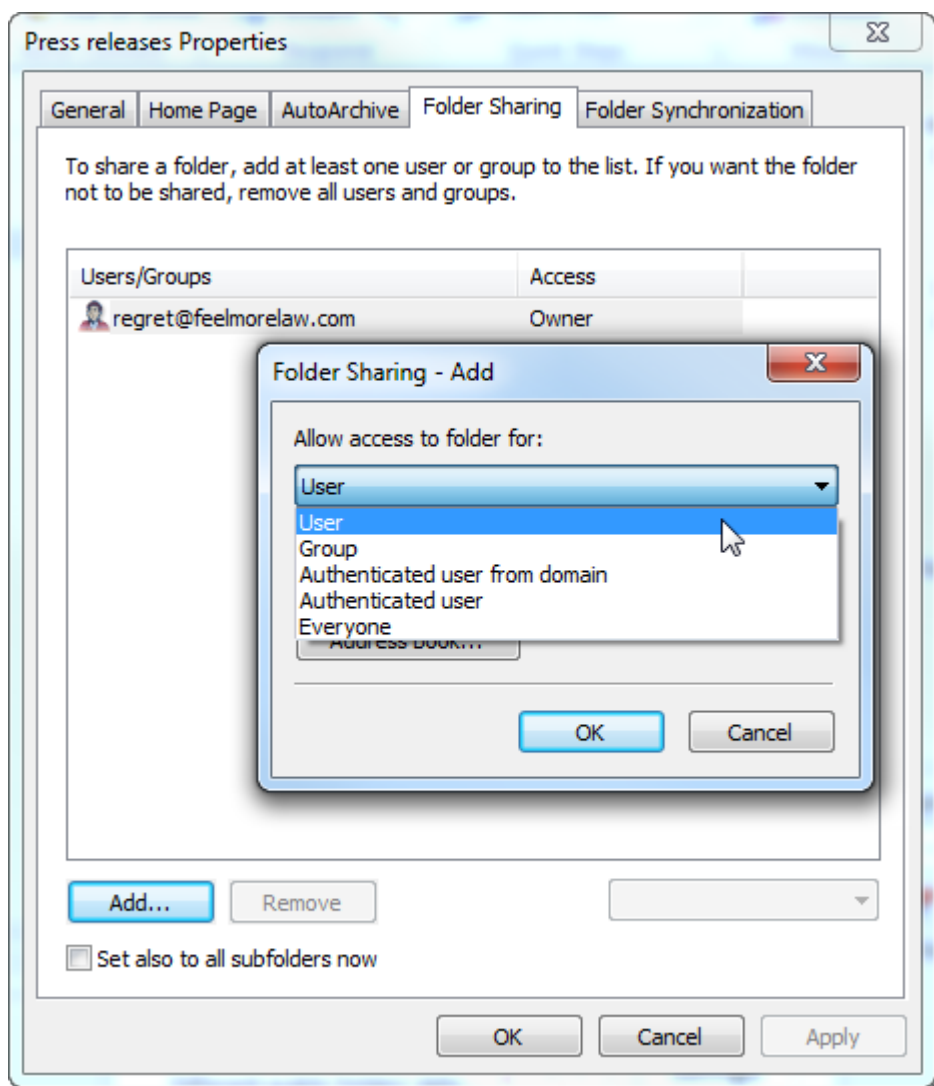 Press releases Properties
General Home Page AutoArchive Folder Sharing Folder Synchronization
To share a folder, add at least one user or group to the list. If you want the folder
not to be shared, remove all users and groups.
Users/Groups Access
regret@feelmorelaw.com Owner
Folder Sharing - Add
Allow access to folder for:
User
User
Group
Authenticated user from domain
Authenticated user
Everyone
Address Book...
OK Cancel
Add... Remove
Set also to all subfolders now
OK Cancel Apply